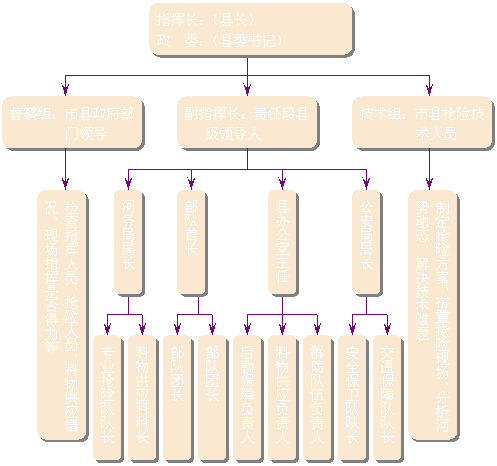 指挥长：（县长）
政　委：（县委书记）
督察组：市县政府部
门领导
副指挥长：责任段县
级领导人
技术组：市县抢险技
术人员
检查指挥人员、抢险人员、料物供应情
况、现场指挥是否得力等
河务局局长
部队首长
县办公室主任
公安局局长
制定抢险方案、布置抢险现场、分析河
势动态、解决技术难题
专业抢险队队长
料物供应科科长
部队团长
部队团长
后勤保障负责人
料物供应负责人
群防队伍负责人
安全保卫队队长
交通保障队队长